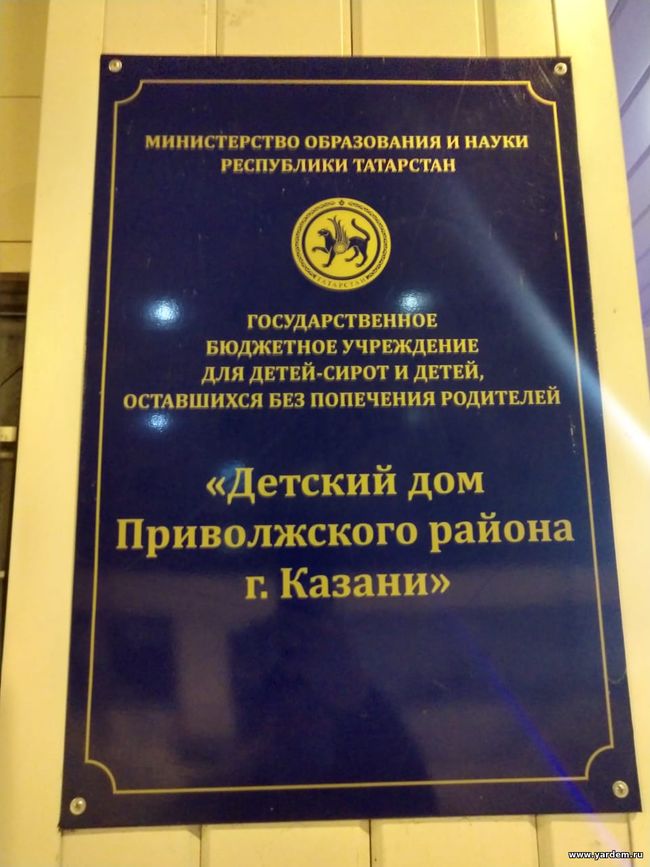 МИНИСТЕРСТВО ОБРАЗОВАНИЯ И НАУКИ
РЕСПУБЛИКИ ТАТАРСТАН
ТАТАРСТАН
ГОСУДАРСТВЕННОЕ
БЮДЖЕТНОЕ УЧРЕЖДЕНИЕ
ДЛЯ ДЕТЕЙ-СИРОТ И ДЕТЕЙ,
ОСТАВШИХСЯ БЕЗ ПОПЕЧЕНИЯ РОДИТЕЛЕЙ
«Детский дом
Приволжского района
г. Казани»
www.yardem.ru